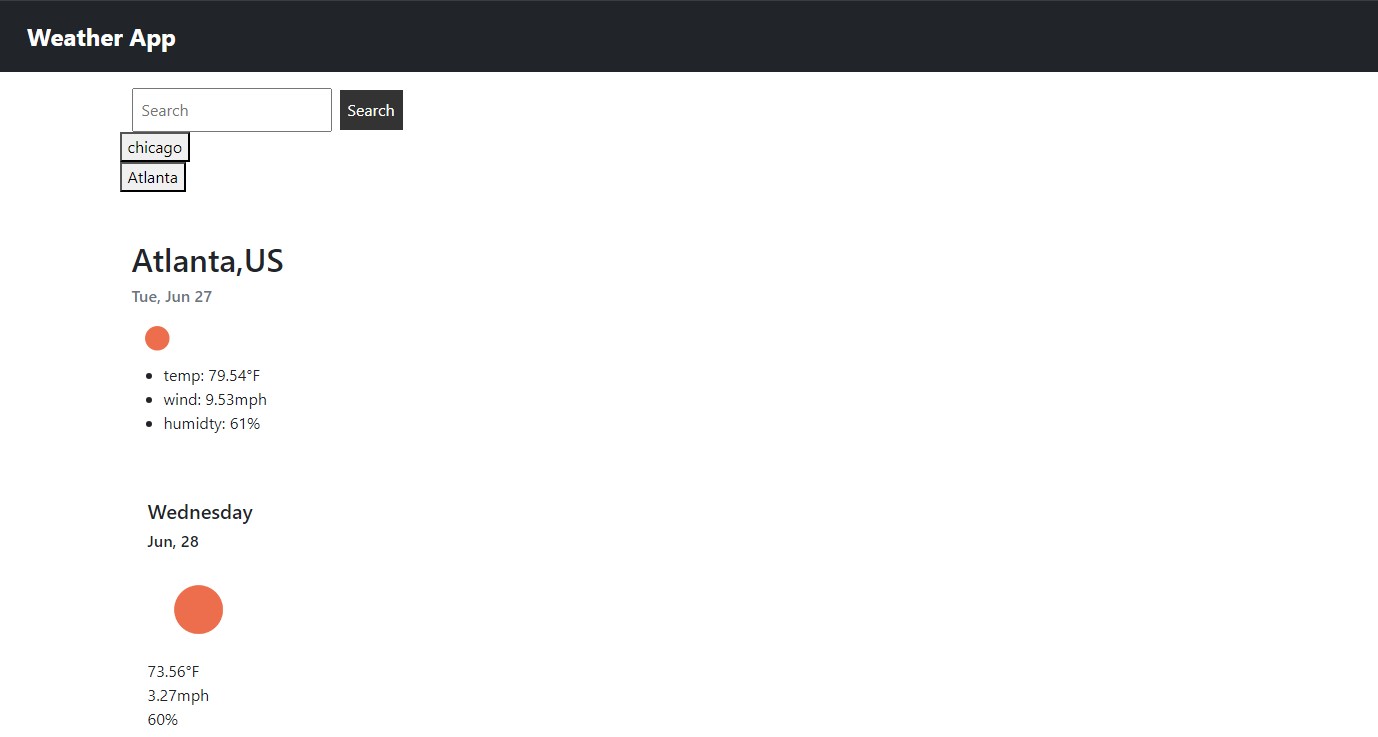 Weather App
Search Search
chicago
Atlanta
Atlanta,US
Tue, Jun 27
temp: 79.54°F
wind: 9.53mph
humidty: 61%
Wednesday
Jun, 28
73.56°F
3.27mph
60%